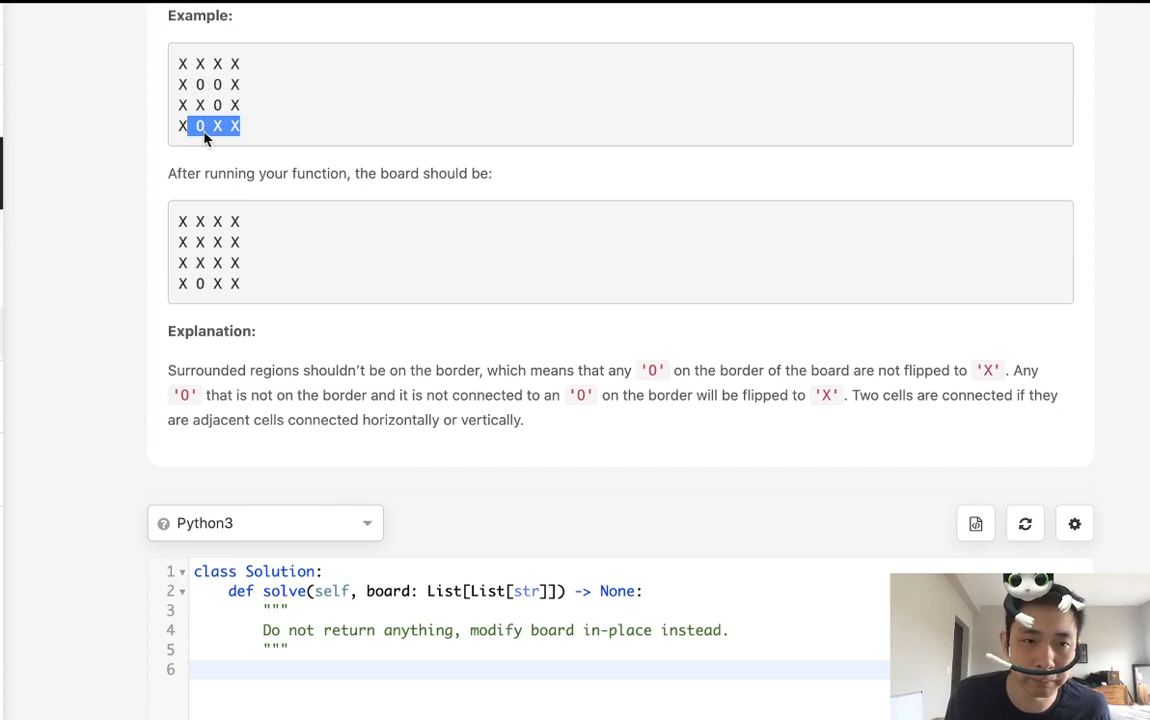 Example:
X X X X
X O O X
X X O X
X O X X
After running your function, the board should be:
X X X X
X X X X
X X X X
X O X X
Explanation:
Surrounded regions shouldn't be on the border, which means that any 'O' on the border of the board are not flipped to 'X'. Any
'O' that is not on the border and it is not connected to an 'O' on the border will be flipped to 'X'. Two cells are connected if they
are adjacent cells connected horizontally or vertically.
Python3
1 class Solution:
2 def solve(self, board: List[List[str]]) -> None:
3 """
4 Do not return anything, modify board in-place instead.
5 """
6